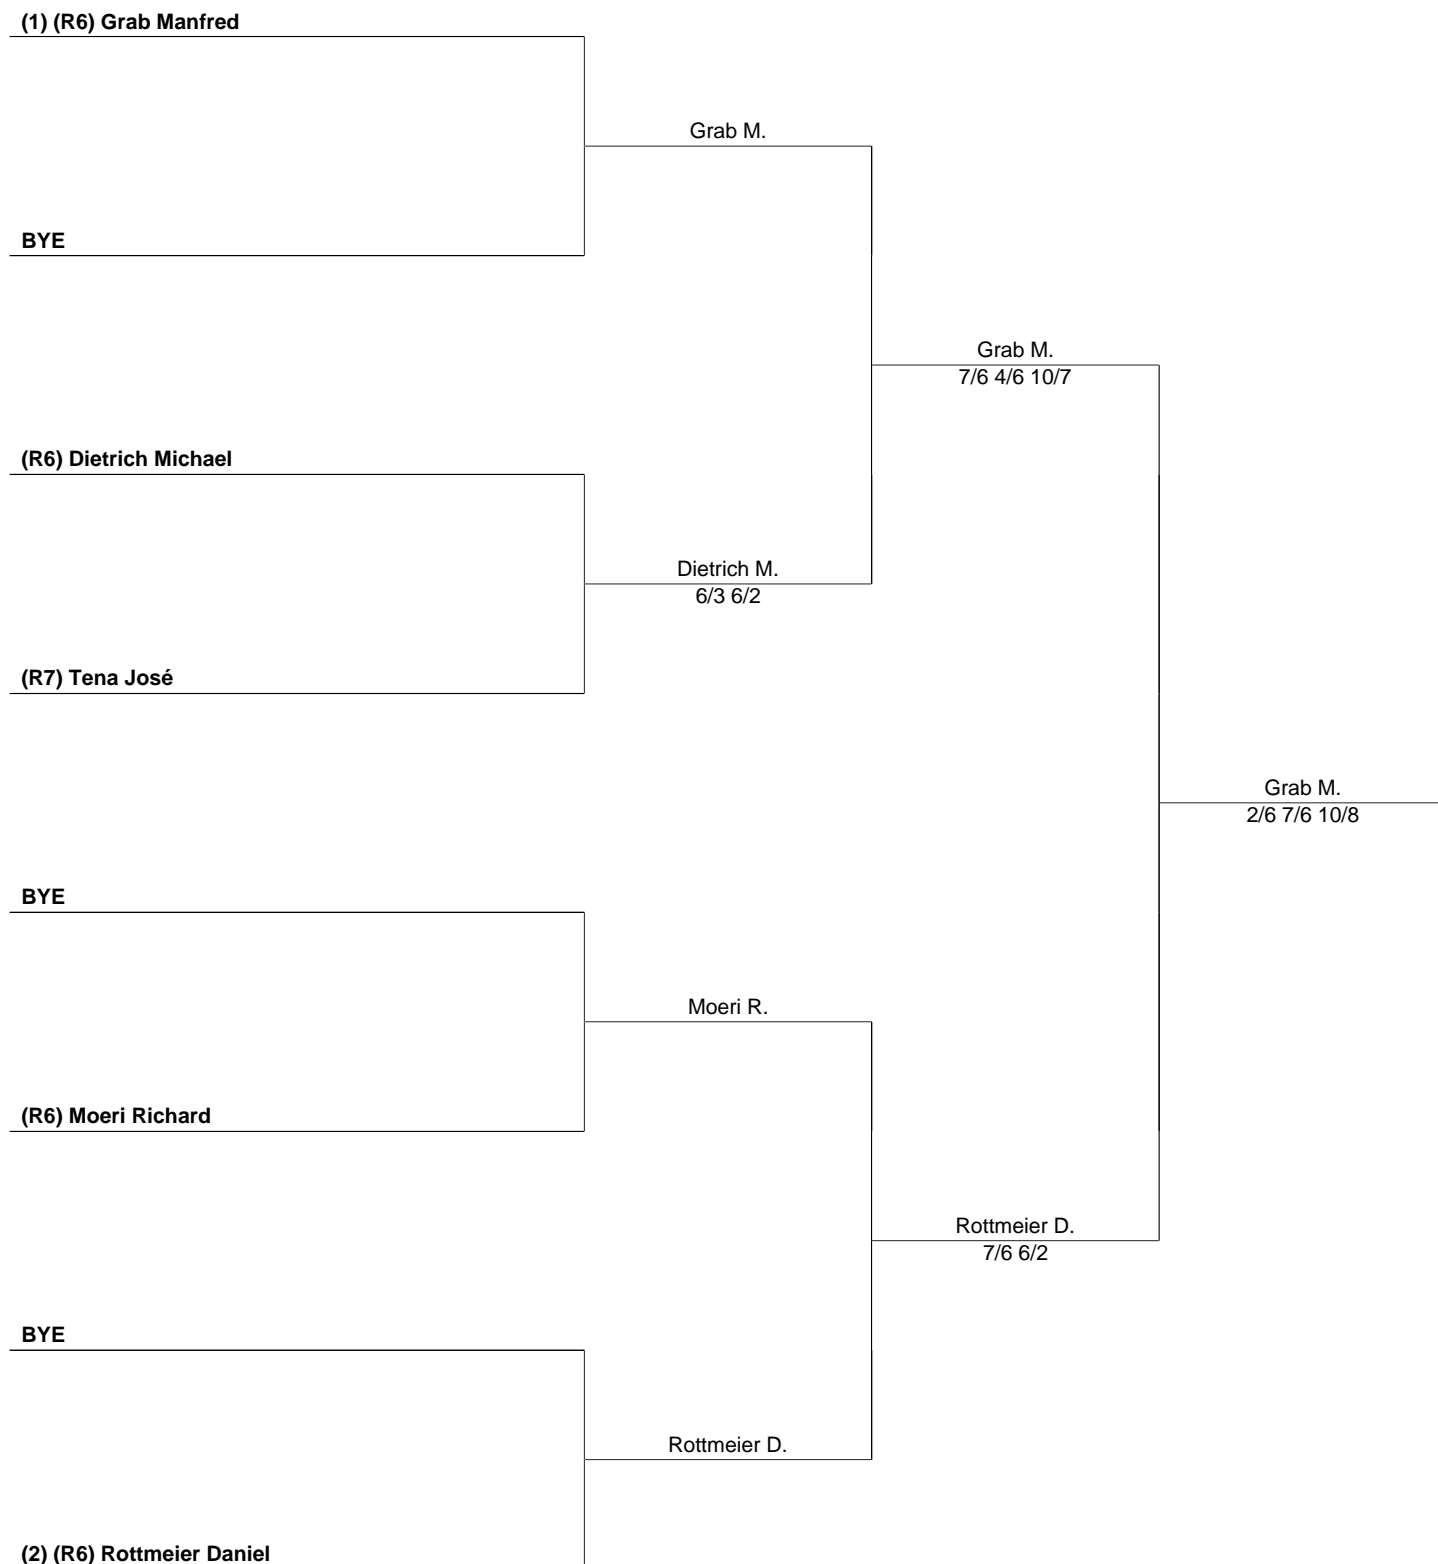 (1) (R6) Grab Manfred
Grab M.
BYE
Grab M.
7/6 4/6 10/7
(R6) Dietrich Michael
Dietrich M.
6/3 6/2
(R7) Tena José
Grab M.
2/6 7/6 10/8
BYE
Moeri R.
(R6) Moeri Richard
Rottmeier D.
7/6 6/2
BYE
Rottmeier D.
(2) (R6) Rottmeier Daniel